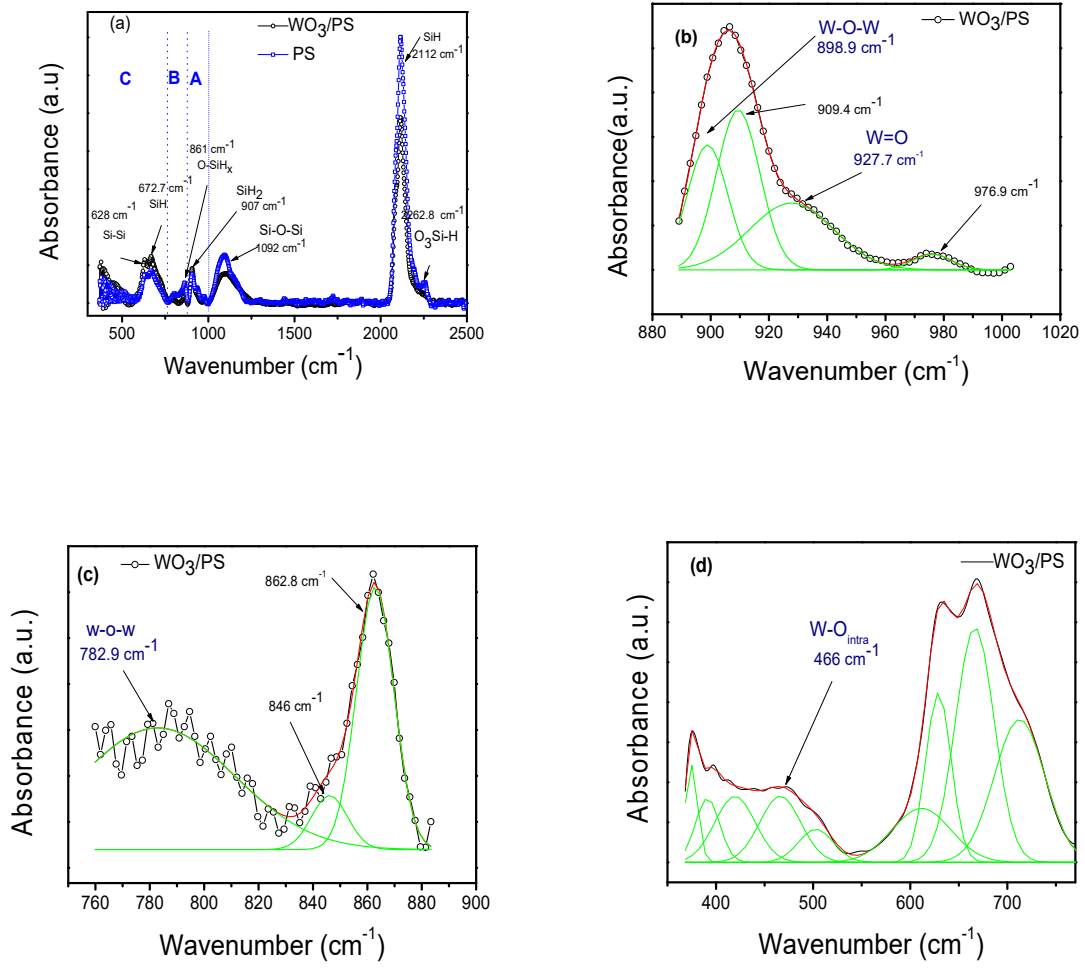 (a)
WO3/PS
PS
SiH
2112 cm-1
C
B
A
861 cm-1
O-SiHx
672.7 cm-1
SiH
628 cm-1
Si-Si
SiH2
907 cm-1
Si-O-Si
1092 cm-1
2262.8 cm-1
O3Si-H
Absorbance (a.u)
500 1000 1500 2000 2500
Wavenumber (cm-1)
(b)
WO3/PS
W-O-W
898.9 cm-1
909.4 cm-1
W=O
927.7 cm-1
976.9 cm-1
Absorbance(a.u.)
880 900 920 940 960 980 1000 1020
Wavenumber (cm-1)
(c)
WO3/PS
862.8 cm-1
W-O-W
782.9 cm-1
846 cm-1
Absorbance (a.u.)
760 780 800 820 840 860 880 900
Wavenumber (cm-1)
(d)
WO3/PS
W-Ointra
466 cm-1
Absorbance (a.u.)
400 500 600 700
Wavenumber (cm-1)